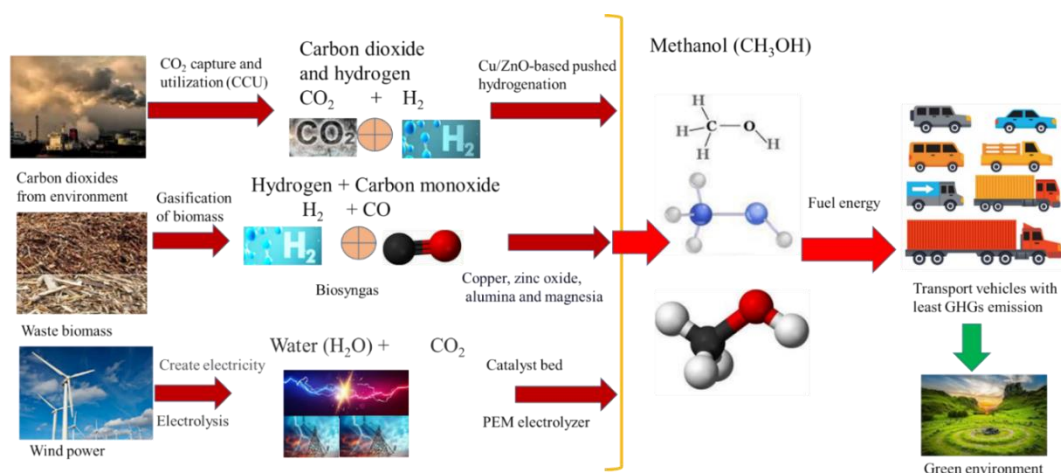 CO₂ capture and
utilization (CCU)
Carbon dioxide
and hydrogen
CO₂ + H₂
CO₂
H₂
Cu/ZnO-based pushed
hydrogenation
Methanol (CH₃OH)
H
H C O
H H
Carbon dioxides
from environment
Gasification
of biomass
Hydrogen + Carbon monoxide
H₂ + CO
H₂
Biosyngas
Copper, zinc oxide,
alumina and magnesia
Fuel energy
Transport vehicles with
least GHGs emission
Waste biomass
Create electricity
Electrolysis
Water (H₂O) + CO₂
Catalyst bed
PEM electrolyzer
Wind power
Green environment